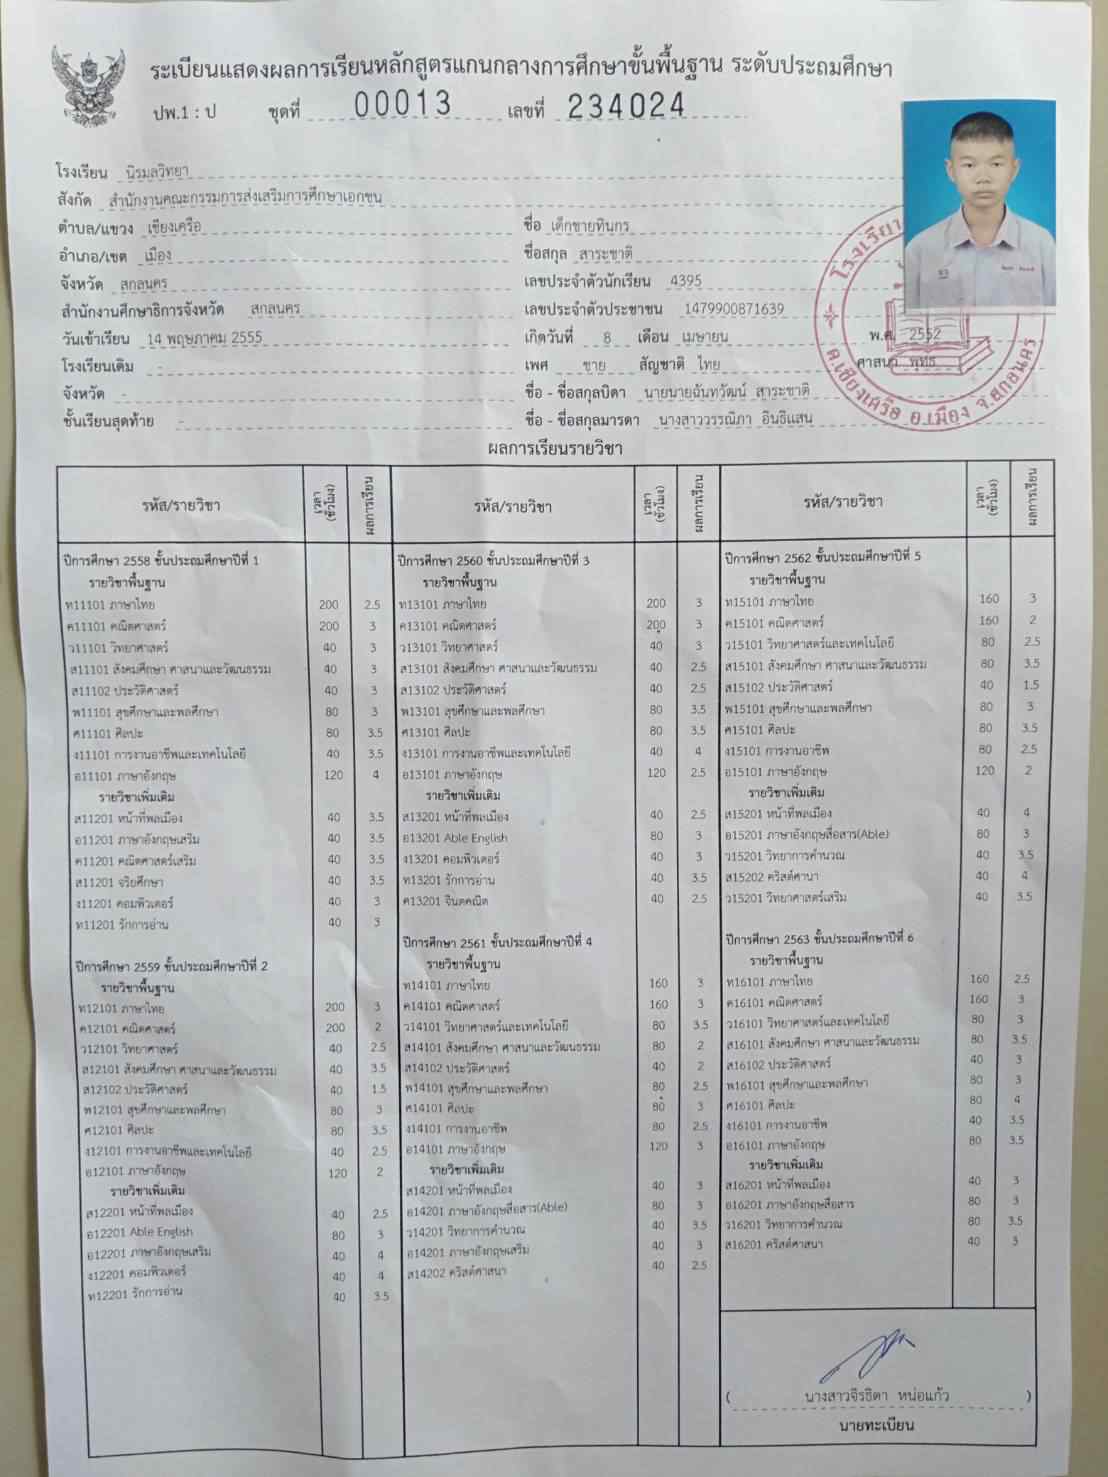 ระเบียนแสดงผลการเรียนหลักสูตรแกนกลางการศึกษาขั้นพื้นฐาน ระดับประถมศึกษา
ปพ.1 : ป ชุดที่ 00013 เลขที่ 234024
โรงเรียน นิรมลวิทยา
สังกัด สำนักงานคณะกรรมการส่งเสริมการศึกษาเอกชน
ตำบล/แขวง เชียงเครือ
อำเภอ/เขต เมือง
จังหวัด สกลนคร
สำนักงานศึกษาธิการจังหวัด สกลนคร
วันเข้าเรียน 14 พฤษภาคม 2555
โรงเรียนเดิม -
จังหวัด -
ชั้นเรียนสุดท้าย -
ชื่อ เด็กชายทินกร
ชื่อสกุล สาระชาติ
เลขประจำตัวนักเรียน 4395
เลขประจำตัวประชาชน 1479900871639
เกิดวันที่ 8 เดือน เมษายน พ.ศ. 2552
เพศ ชาย สัญชาติ ไทย ศาสนา พุทธ
ชื่อ - ชื่อสกุลบิดา นายนายฉันทวัฒน์ สาระชาติ
ชื่อ - ชื่อสกุลมารดา นางสาววรรณิภา อินธิแสน
โรงเรียน
ต.เชียงเครือ อ.เมือง จ.สกลนคร
ผลการเรียนรายวิชา
รหัส/รายวิชา เวลา (ชั่วโมง) ผลการเรียน
ปีการศึกษา 2558 ชั้นประถมศึกษาปีที่ 1
รายวิชาพื้นฐาน
ท11101 ภาษาไทย 200 2.5
ค11101 คณิตศาสตร์ 200 3
ว11101 วิทยาศาสตร์ 40 3
ส11101 สังคมศึกษา ศาสนาและวัฒนธรรม 40 3
ส11102 ประวัติศาสตร์ 40 3
พ11101 สุขศึกษาและพลศึกษา 80 3
ศ11101 ศิลปะ 80 3.5
ง11101 การงานอาชีพและเทคโนโลยี 40 3.5
อ11101 ภาษาอังกฤษ 120 4
รายวิชาเพิ่มเติม
ส11201 หน้าที่พลเมือง 40 3.5
อ11201 ภาษาอังกฤษเสริม 40 3.5
ค11201 คณิตศาสตร์เสริม 40 3.5
ส11201 จริยศึกษา 40 3.5
ง11201 คอมพิวเตอร์ 40 3
ท11201 รักการอ่าน 40 3
ปีการศึกษา 2559 ชั้นประถมศึกษาปีที่ 2
รายวิชาพื้นฐาน
ท12101 ภาษาไทย 200 3
ค12101 คณิตศาสตร์ 200 2
ว12101 วิทยาศาสตร์ 40 2.5
ส12101 สังคมศึกษา ศาสนาและวัฒนธรรม 40 3.5
ส12102 ประวัติศาสตร์ 40 1.5
พ12101 สุขศึกษาและพลศึกษา 80 3
ศ12101 ศิลปะ 80 3.5
ง12101 การงานอาชีพและเทคโนโลยี 40 2.5
อ12101 ภาษาอังกฤษ 120 2
รายวิชาเพิ่มเติม
ส12201 หน้าที่พลเมือง 40 2.5
อ12201 Able English 80 3
อ12201 ภาษาอังกฤษเสริม 40 4
ง12201 คอมพิวเตอร์ 40 4
ท12201 รักการอ่าน 40 3.5
รหัส/รายวิชา เวลา (ชั่วโมง) ผลการเรียน
ปีการศึกษา 2560 ชั้นประถมศึกษาปีที่ 3
รายวิชาพื้นฐาน
ท13101 ภาษาไทย 200 3
ค13101 คณิตศาสตร์ 200 3
ว13101 วิทยาศาสตร์ 40 3
ส13101 สังคมศึกษา ศาสนาและวัฒนธรรม 40 2.5
ส13102 ประวัติศาสตร์ 40 2.5
พ13101 สุขศึกษาและพลศึกษา 80 3.5
ศ13101 ศิลปะ 80 3.5
ง13101 การงานอาชีพและเทคโนโลยี 40 4
อ13101 ภาษาอังกฤษ 120 2.5
รายวิชาเพิ่มเติม
ส13201 หน้าที่พลเมือง 40 2.5
อ13201 Able English 80 3
ง13201 คอมพิวเตอร์ 40 3
ท13201 รักการอ่าน 40 3.5
ค13201 จินตคณิต 40 2.5
ปีการศึกษา 2561 ชั้นประถมศึกษาปีที่ 4
รายวิชาพื้นฐาน
ท14101 ภาษาไทย 160 3
ค14101 คณิตศาสตร์ 160 3
ว14101 วิทยาศาสตร์และเทคโนโลยี 80 3.5
ส14101 สังคมศึกษา ศาสนาและวัฒนธรรม 80 2
ส14102 ประวัติศาสตร์ 40 2
พ14101 สุขศึกษาและพลศึกษา 80 2.5
ศ14101 ศิลปะ 80 3
ง14101 การงานอาชีพ 80 2.5
อ14101 ภาษาอังกฤษ 120 3
รายวิชาเพิ่มเติม
ส14201 หน้าที่พลเมือง 40 3
อ14201 ภาษาอังกฤษสื่อสาร(Able) 80 3
ว14201 วิทยาการคำนวณ 40 3.5
อ14201 ภาษาอังกฤษเสริม 40 3
ส14202 คริสต์ศาสนา 40 2.5
รหัส/รายวิชา เวลา (ชั่วโมง) ผลการเรียน
ปีการศึกษา 2562 ชั้นประถมศึกษาปีที่ 5
รายวิชาพื้นฐาน
ท15101 ภาษาไทย 160 3
ค15101 คณิตศาสตร์ 160 2
ว15101 วิทยาศาสตร์และเทคโนโลยี 80 2.5
ส15101 สังคมศึกษา ศาสนาและวัฒนธรรม 80 3.5
ส15102 ประวัติศาสตร์ 40 1.5
พ15101 สุขศึกษาและพลศึกษา 80 3
ศ15101 ศิลปะ 80 3.5
ง15101 การงานอาชีพ 80 2.5
อ15101 ภาษาอังกฤษ 120 2
รายวิชาเพิ่มเติม
ส15201 หน้าที่พลเมือง 40 4
อ15201 ภาษาอังกฤษสื่อสาร(Able) 80 3
ว15201 วิทยาการคำนวณ 40 3.5
ส15202 คริสต์ศานา 40 4
ว15201 วิทยาศาสตร์เสริม 40 3.5
ปีการศึกษา 2563 ชั้นประถมศึกษาปีที่ 6
รายวิชาพื้นฐาน
ท16101 ภาษาไทย 160 2.5
ค16101 คณิตศาสตร์ 160 3
ว16101 วิทยาศาสตร์และเทคโนโลยี 80 3
ส16101 สังคมศึกษา ศาสนาและวัฒนธรรม 80 3.5
ส16102 ประวัติศาสตร์ 40 3
พ16101 สุขศึกษาและพลศึกษา 80 3
ศ16101 ศิลปะ 80 4
ง16101 การงานอาชีพ 40 3.5
อ16101 ภาษาอังกฤษ 80 3.5
รายวิชาเพิ่มเติม
ส16201 หน้าที่พลเมือง 40 3
อ16201 ภาษาอังกฤษสื่อสาร 80 3
ว16201 วิทยาการคำนวณ 80 3.5
ส16201 คริสต์ศาสนา 40 3
( นางสาวจิรธิดา หน่อแก้ว )
นายทะเบียน